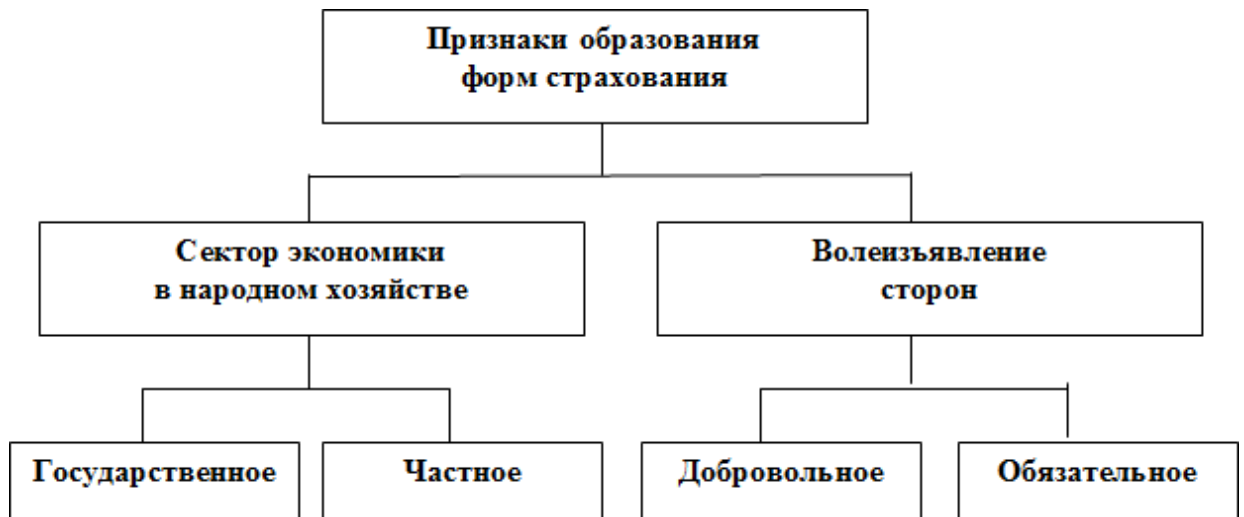 Признаки образования
форм страхования
Сектор экономики
в народном хозяйстве
Волеизъявление
сторон
Государственное
Частное
Добровольное
Обязательное